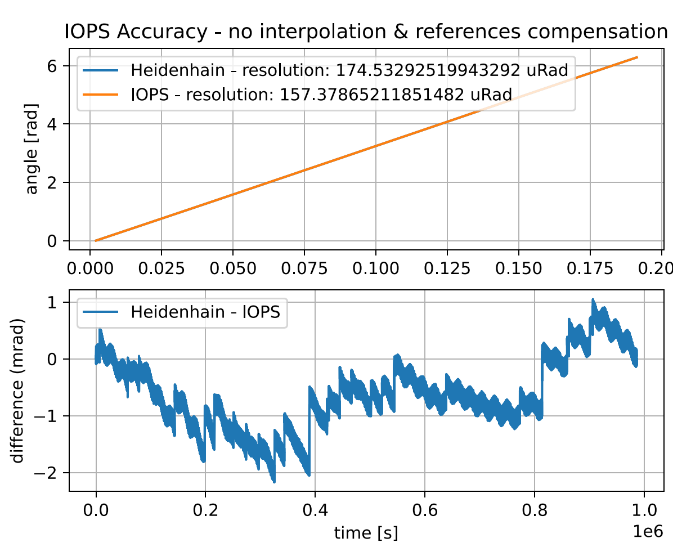 IOPS Accuracy - no interpolation & references compensation
Heidenhain - resolution: 174.53292519943292 uRad
IOPS - resolution: 157.37865211851482 uRad
angle [rad]
6
4
2
0
0.000 0.025 0.050 0.075 0.100 0.125 0.150 0.175 0.20
Heidenhain - IOPS
difference (mrad)
1
0
−1
−2
0.0 0.2 0.4 0.6 0.8 1.0
1e6
time [s]